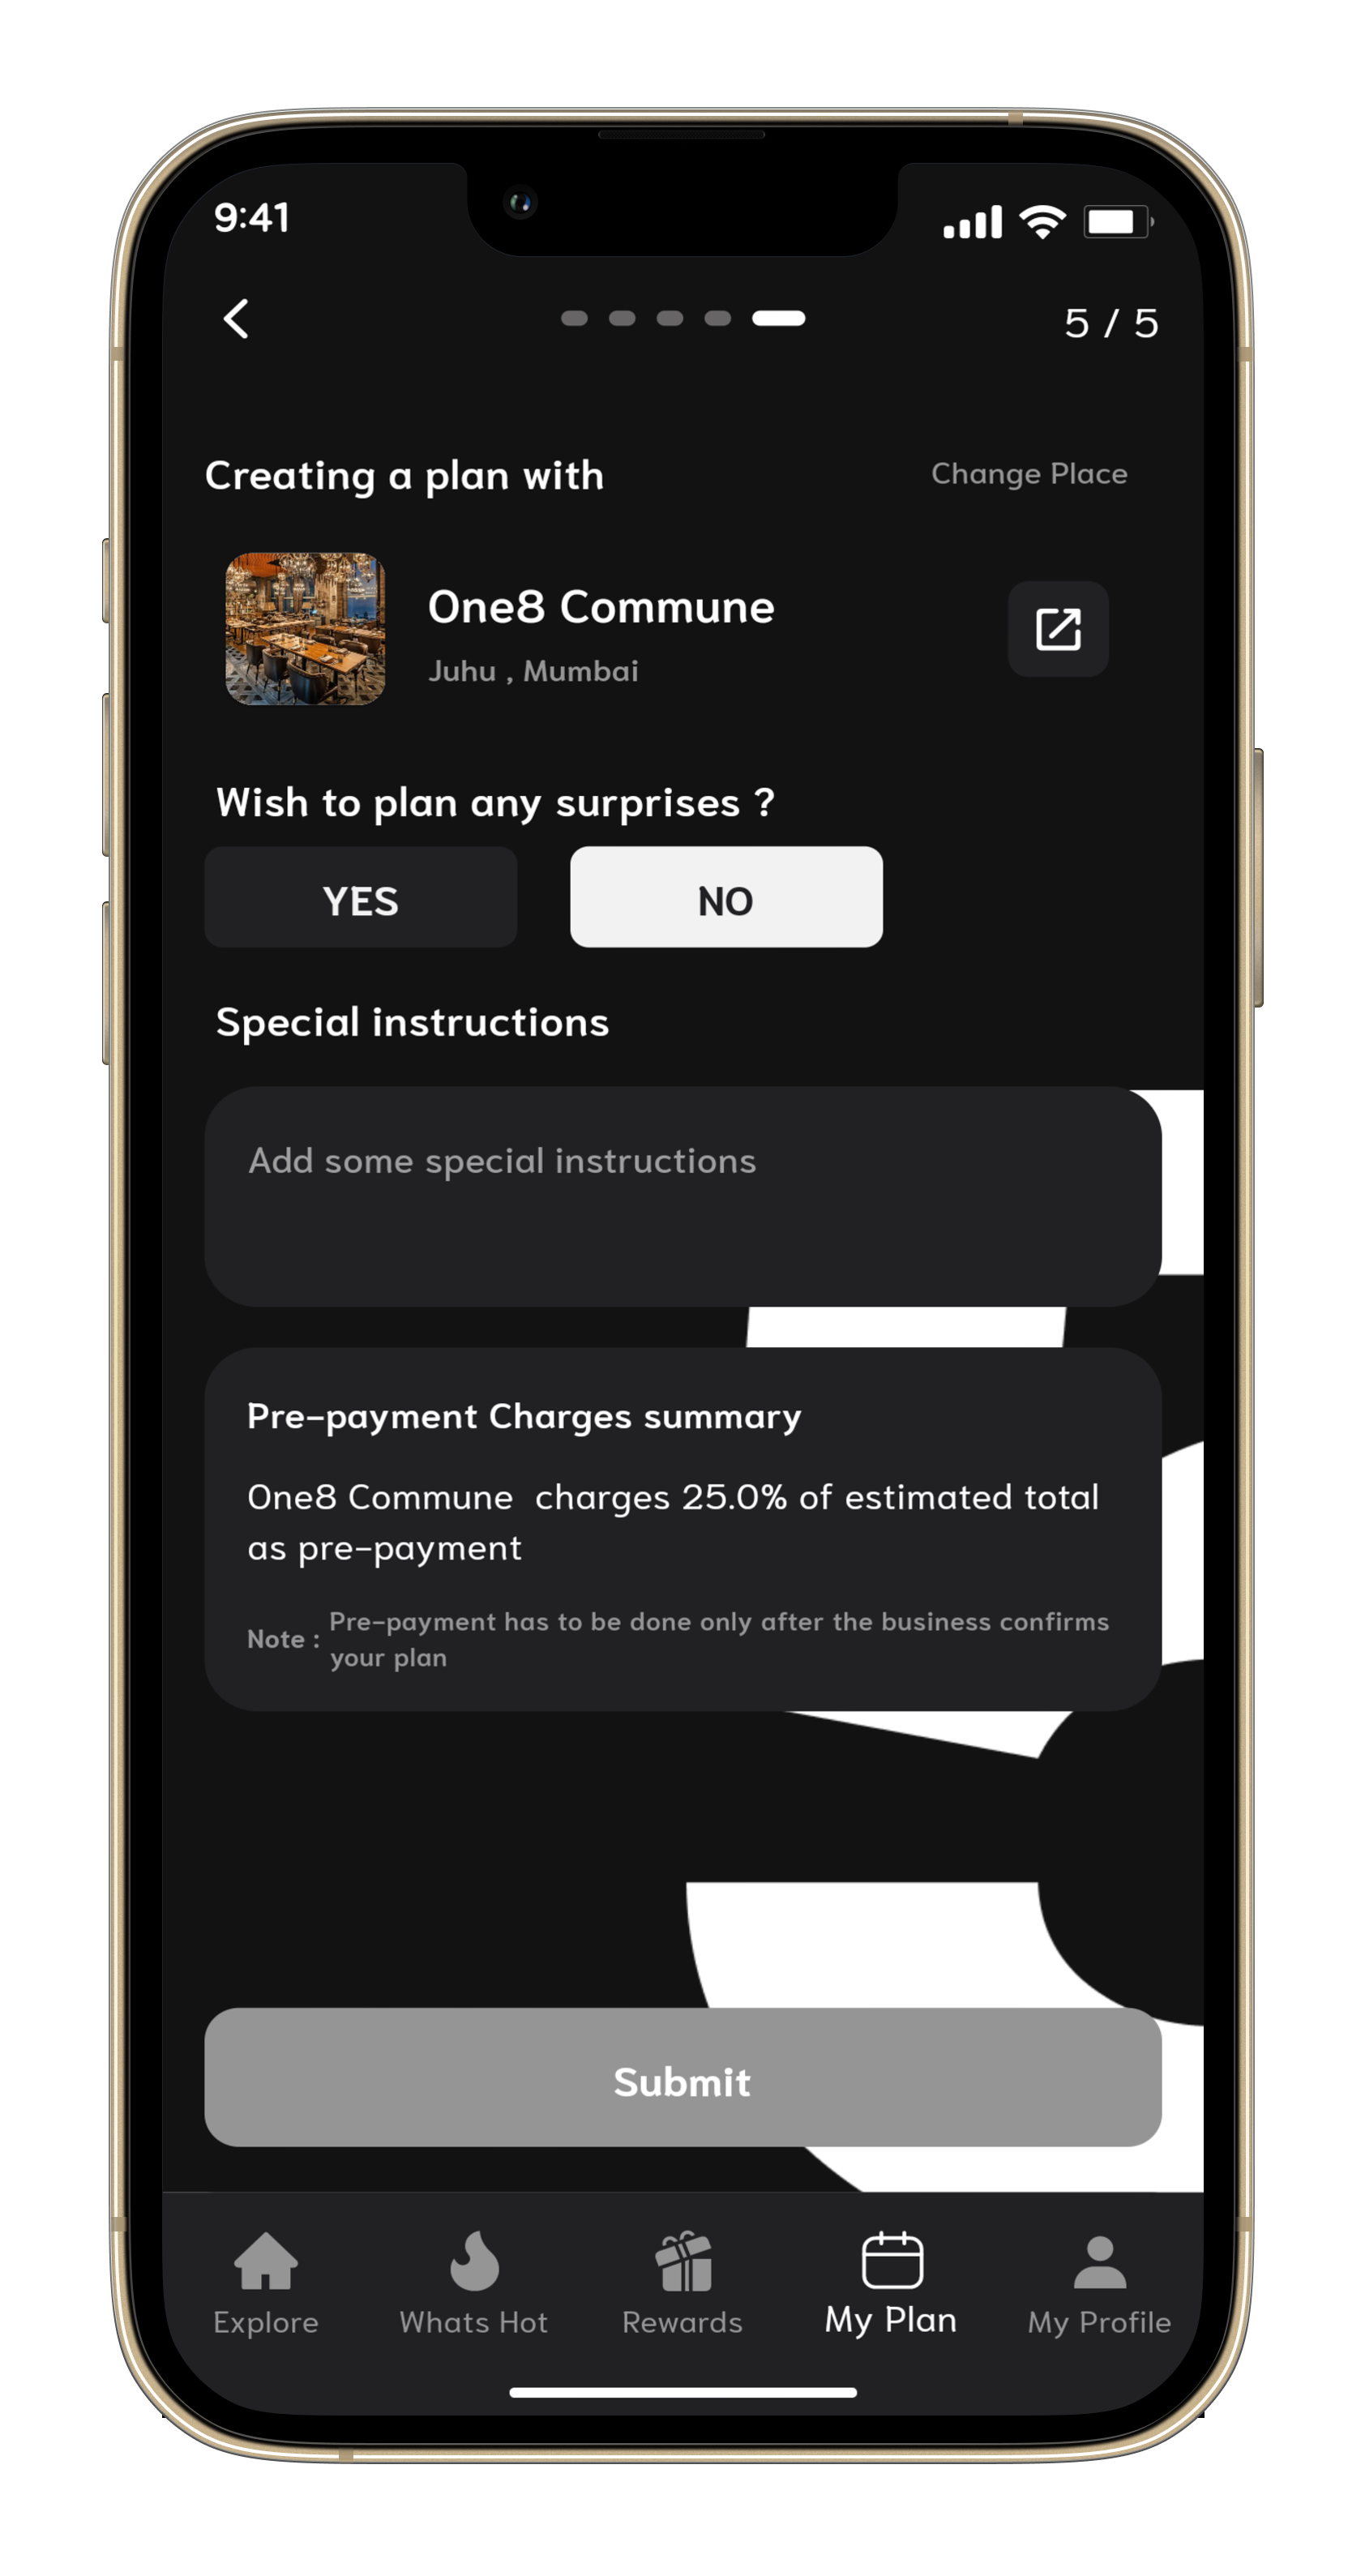 9:41
5 / 5
Creating a plan with
Change Place
One8 Commune
Juhu , Mumbai
Wish to plan any surprises ?
YES
NO
Special instructions
Add some special instructions
Pre-payment Charges summary
One8 Commune  charges 25.0% of estimated total
as pre-payment
Note :
Pre-payment has to be done only after the business confirms
your plan
Submit
Explore
Whats Hot
Rewards
My Plan
My Profile